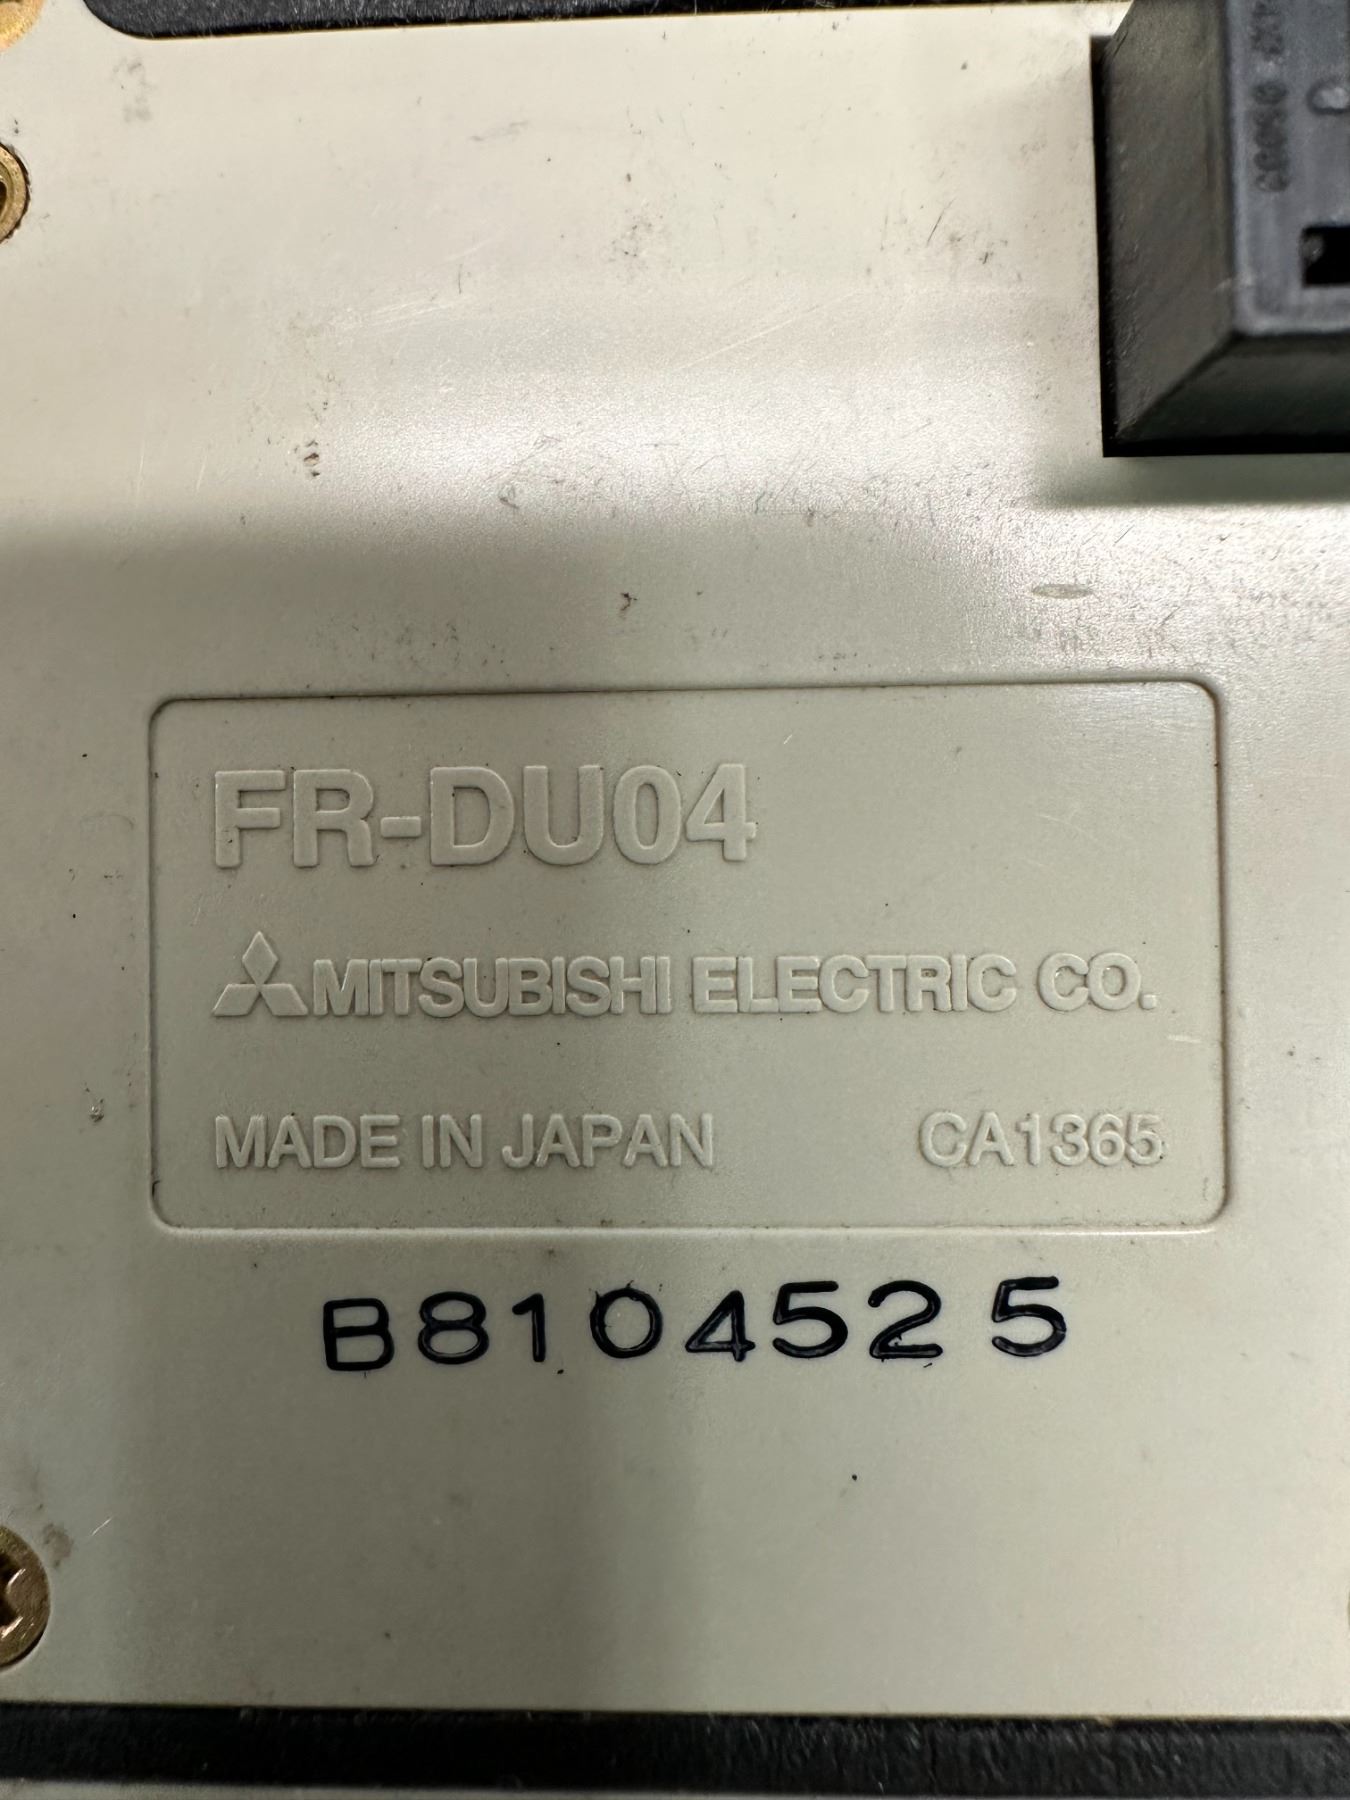 FR-DU04
MITSUBISHI ELECTRIC CO.
MADE IN JAPAN CA1365
B8104525